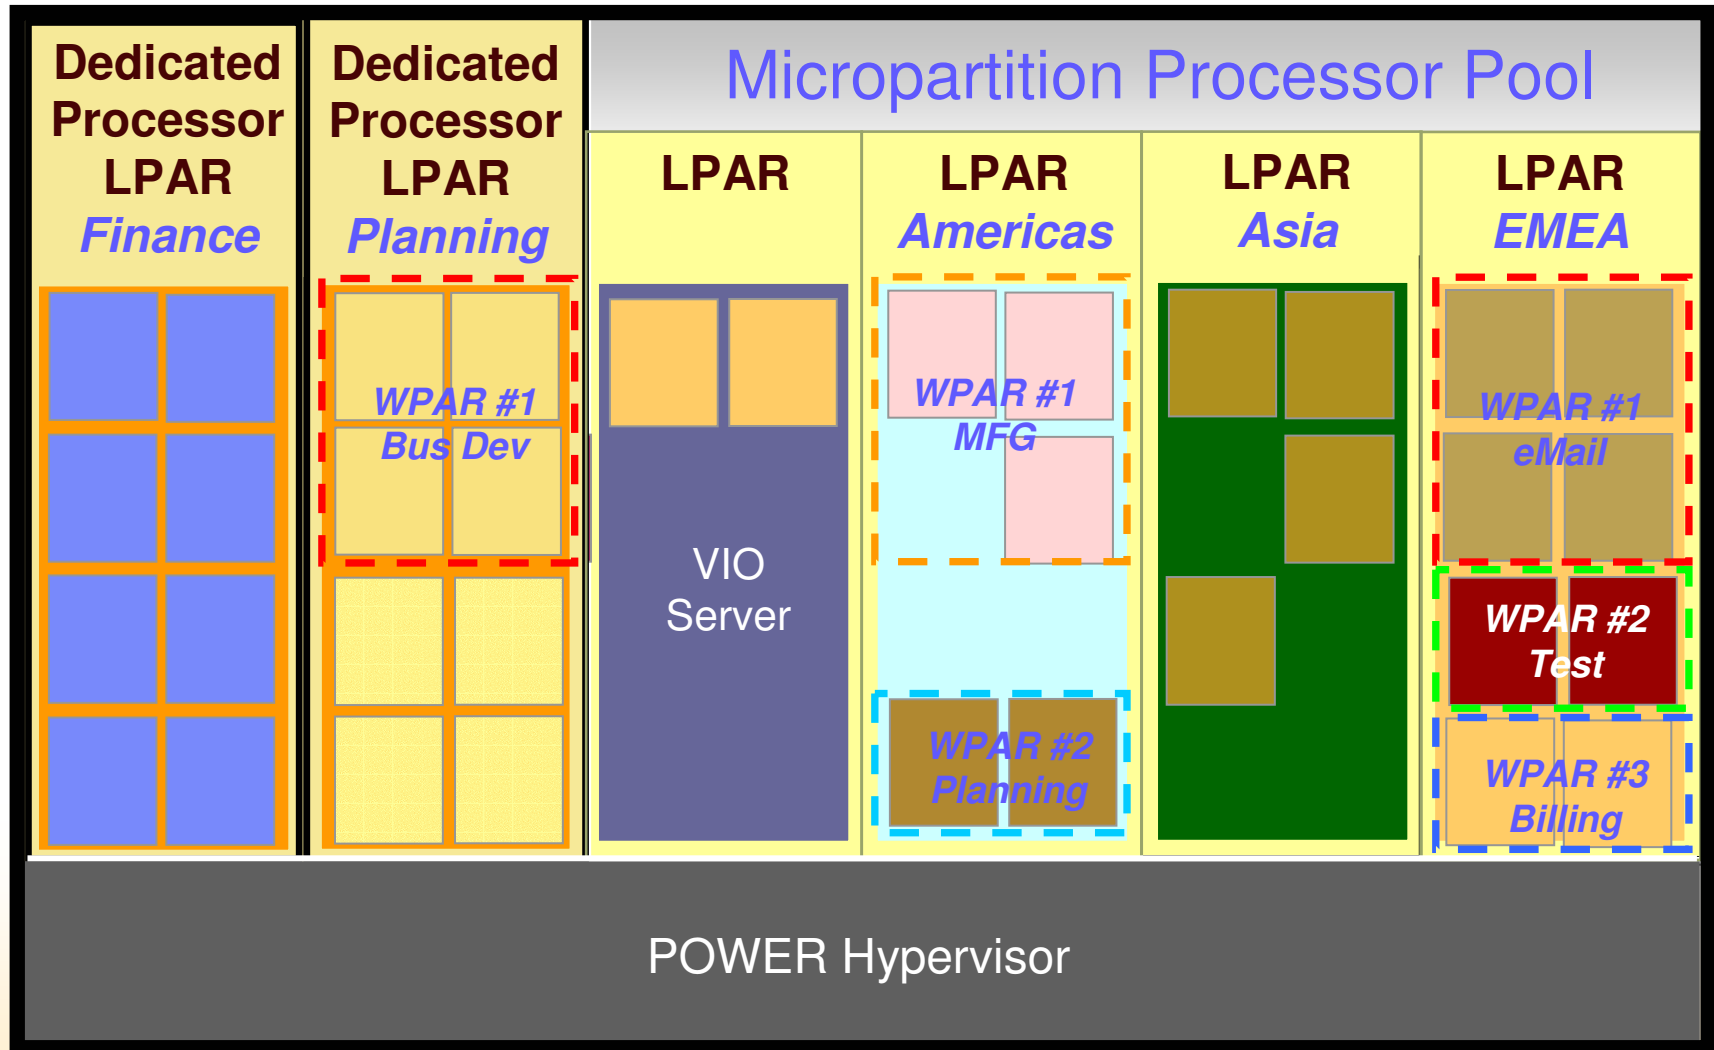 Dedicated
Processor
LPAR
Finance
Dedicated
Processor
LPAR
Planning
WPAR #1
Bus Dev
Micropartition Processor Pool
LPAR
VIO
Server
LPAR
Americas
WPAR #1
MFG
WPAR #2
Planning
LPAR
Asia
LPAR
EMEA
WPAR #1
eMail
WPAR #2
Test
WPAR #3
Billing
POWER Hypervisor